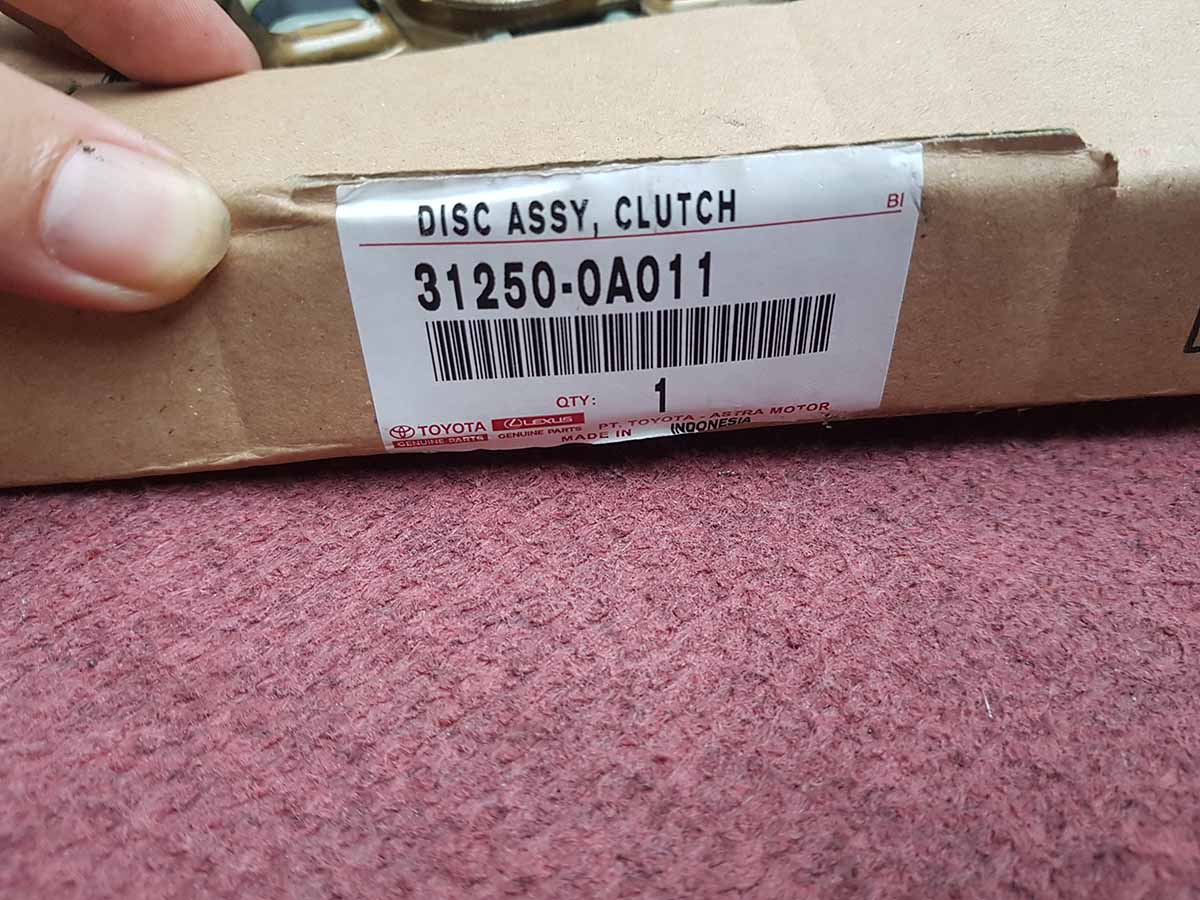 DISC ASSY, CLUTCH
BI
31250-0A011
QTY: 1
TOYOTA
GENUINE PARTS
LEXUS
GENUINE PARTS
PT. TOYOTA - ASTRA MOTOR
MADE IN INDONESIA